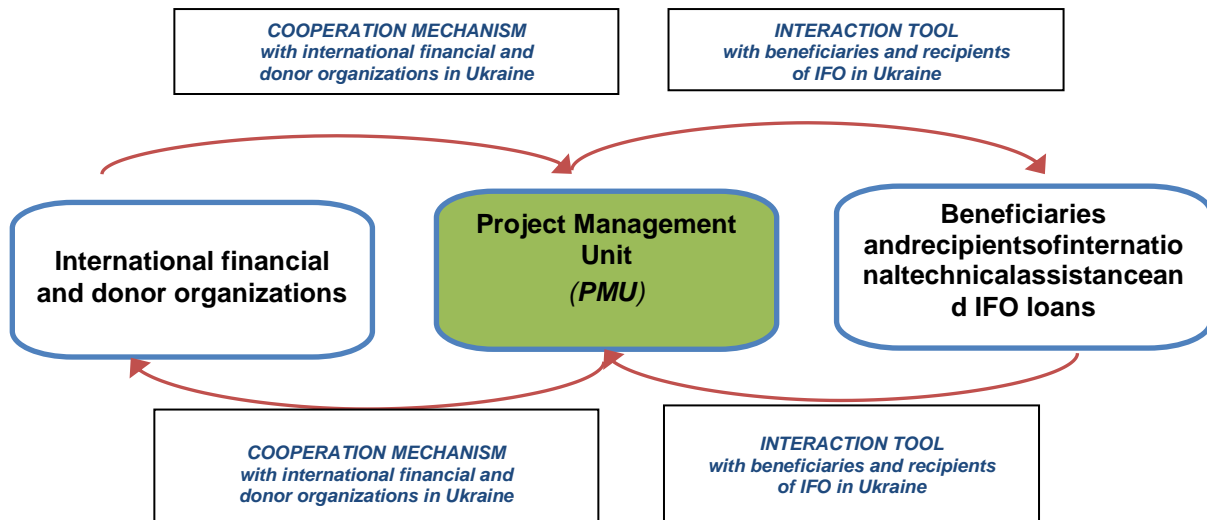 COOPERATION MECHANISM
with international financial and
donor organizations in Ukraine
INTERACTION TOOL
with beneficiaries and recipients
of IFO in Ukraine
International financial
and donor organizations
Project Management
Unit
(PMU)
Beneficiaries
andrecipientsofinternatio
naltechnicalassistancean
d IFO loans
COOPERATION MECHANISM
with international financial and
donor organizations in Ukraine
INTERACTION TOOL
with beneficiaries and recipients
of IFO in Ukraine